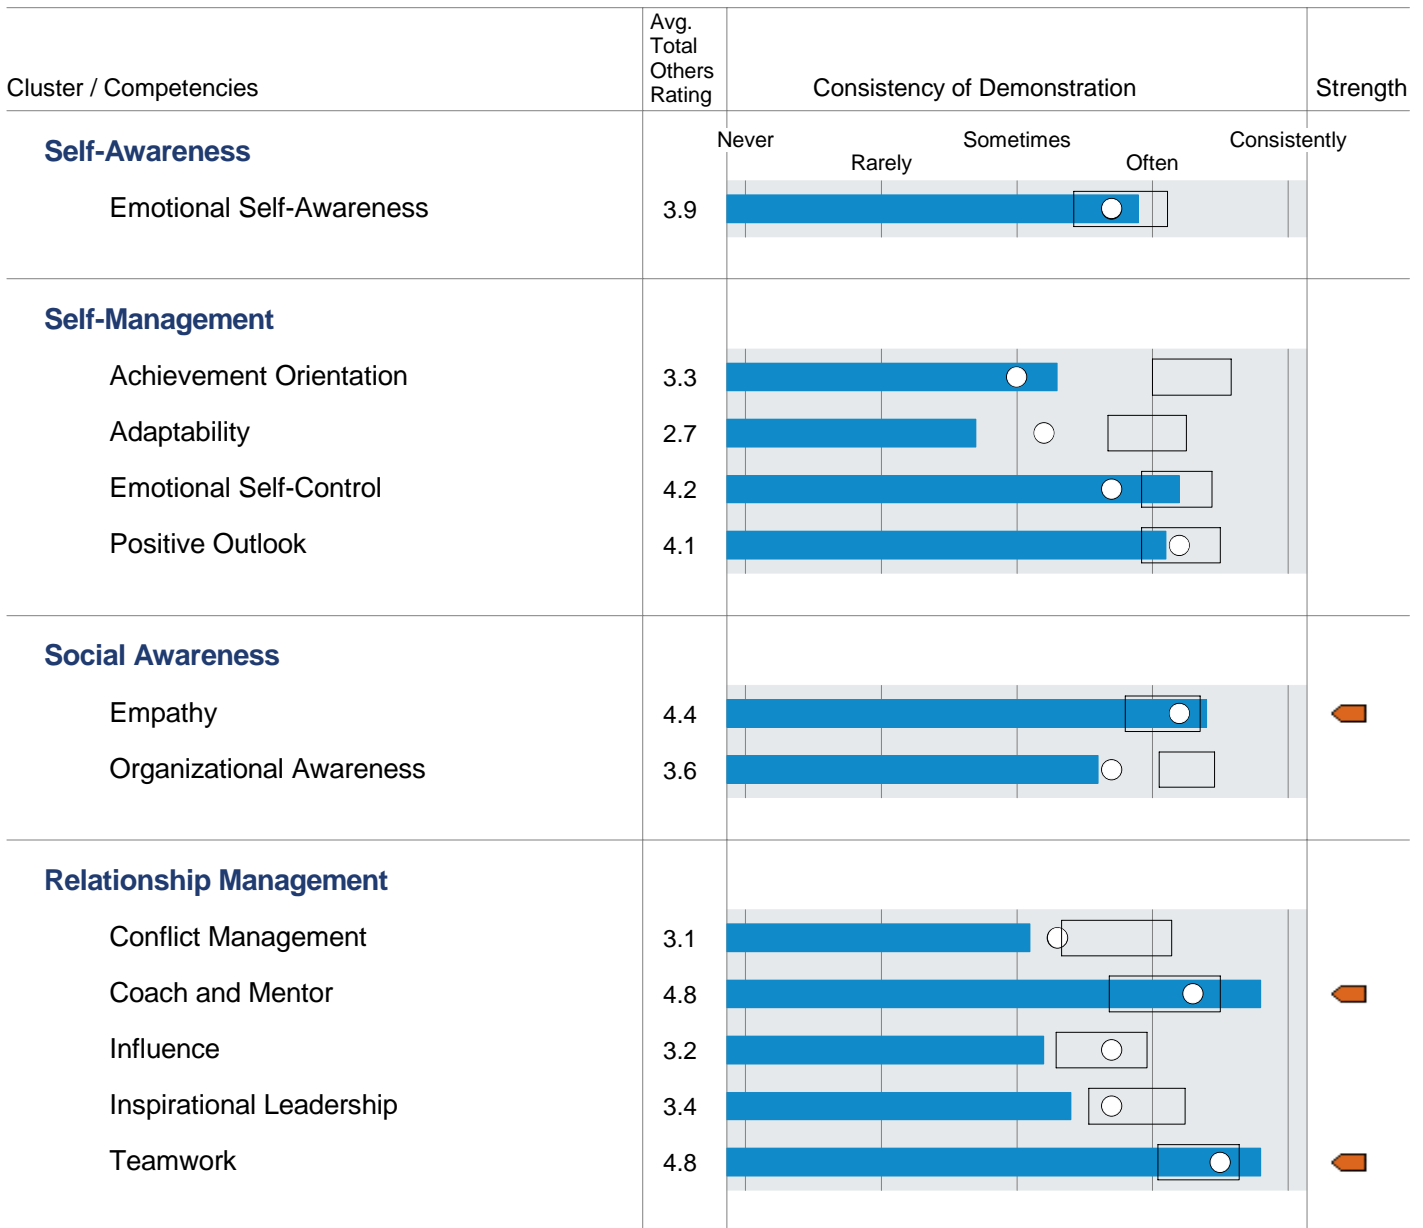 Avg.
Total
Others
Rating
Cluster / Competencies
Consistency of Demonstration
Strength
Self-Awareness
Never
Rarely
Sometimes
Often
Consistently
Emotional Self-Awareness 3.9
Self-Management
Achievement Orientation 3.3
Adaptability 2.7
Emotional Self-Control 4.2
Positive Outlook 4.1
Social Awareness
Empathy 4.4
Organizational Awareness 3.6
Relationship Management
Conflict Management 3.1
Coach and Mentor 4.8
Influence 3.2
Inspirational Leadership 3.4
Teamwork 4.8